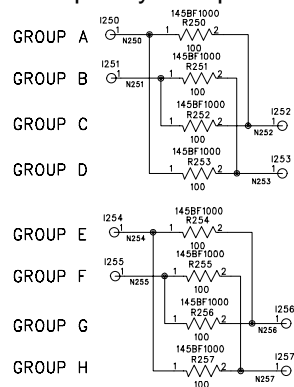 145BF1000
I250 R250
GROUP A 1 N250 1 2
100
145BF1000
I251 R251
GROUP B 1 N251 1 2
100
145BF1000
R252 I252
GROUP C 1 2 N252 1
100
145BF1000
R253 I253
GROUP D 1 2 N253 1
100
145BF1000
I254 R254
GROUP E 1 N254 1 2
100
145BF1000
I255 R255
GROUP F 1 N255 1 2
100
145BF1000
R256 I256
GROUP G 1 2 N256 1
100
145BF1000
R257 I257
GROUP H 1 2 N257 1
100